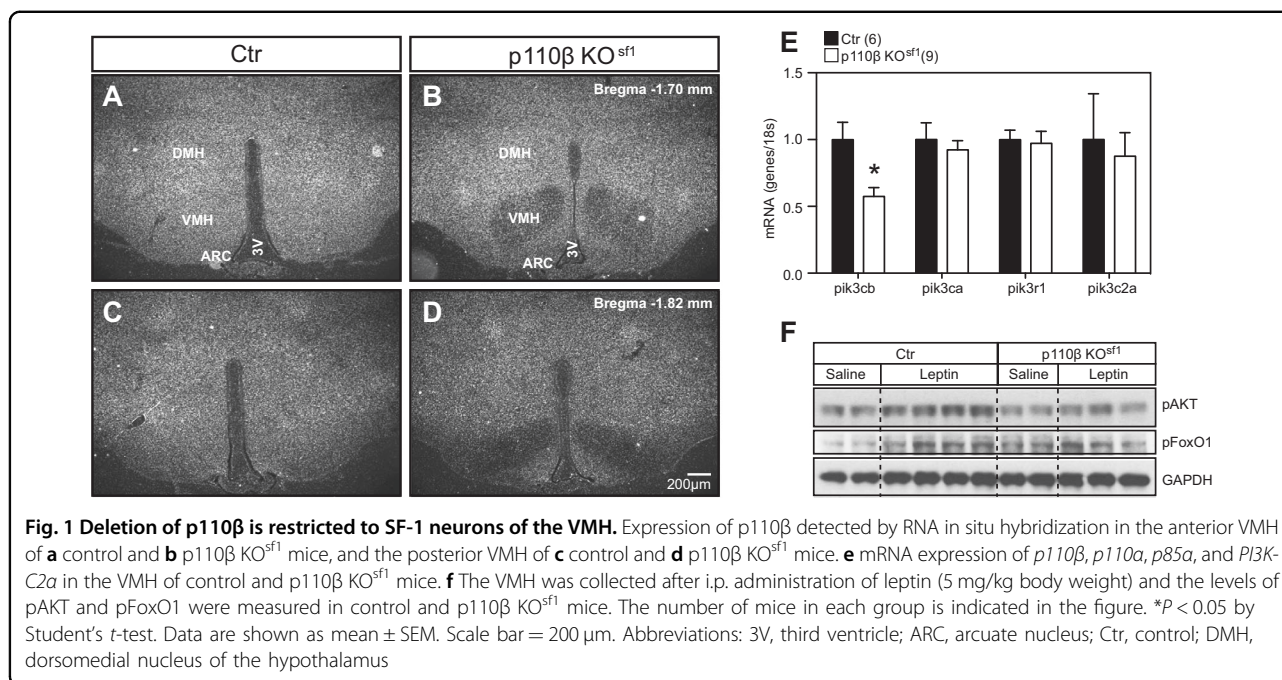 Ctr
p110β KO^sf1
A
B
Bregma -1.70 mm
DMH
DMH
VMH
VMH
3V
3V
ARC
ARC
C
D
Bregma -1.82 mm
200µm
E
Ctr (6)
p110β KO^sf1(9)
1.5
1.0
0.5
0.0
mRNA (genes/18s)
*
pik3cb pik3ca pik3r1 pik3c2a
F
Ctr p110β KO^sf1
Saline Leptin Saline Leptin
pAKT
pFoxO1
GAPDH
Fig. 1 Deletion of p110β is restricted to SF-1 neurons of the VMH. Expression of p110β detected by RNA in situ hybridization in the anterior VMH
of a control and b p110β KO^sf1 mice, and the posterior VMH of c control and d p110β KO^sf1 mice. e mRNA expression of p110β, p110a, p85a, and PI3K-
C2a in the VMH of control and p110β KO^sf1 mice. f The VMH was collected after i.p. administration of leptin (5 mg/kg body weight) and the levels of
pAKT and pFoxO1 were measured in control and p110β KO^sf1 mice. The number of mice in each group is indicated in the figure. *P < 0.05 by
Student's t-test. Data are shown as mean ± SEM. Scale bar = 200 µm. Abbreviations: 3V, third ventricle; ARC, arcuate nucleus; Ctr, control; DMH,
dorsomedial nucleus of the hypothalamus